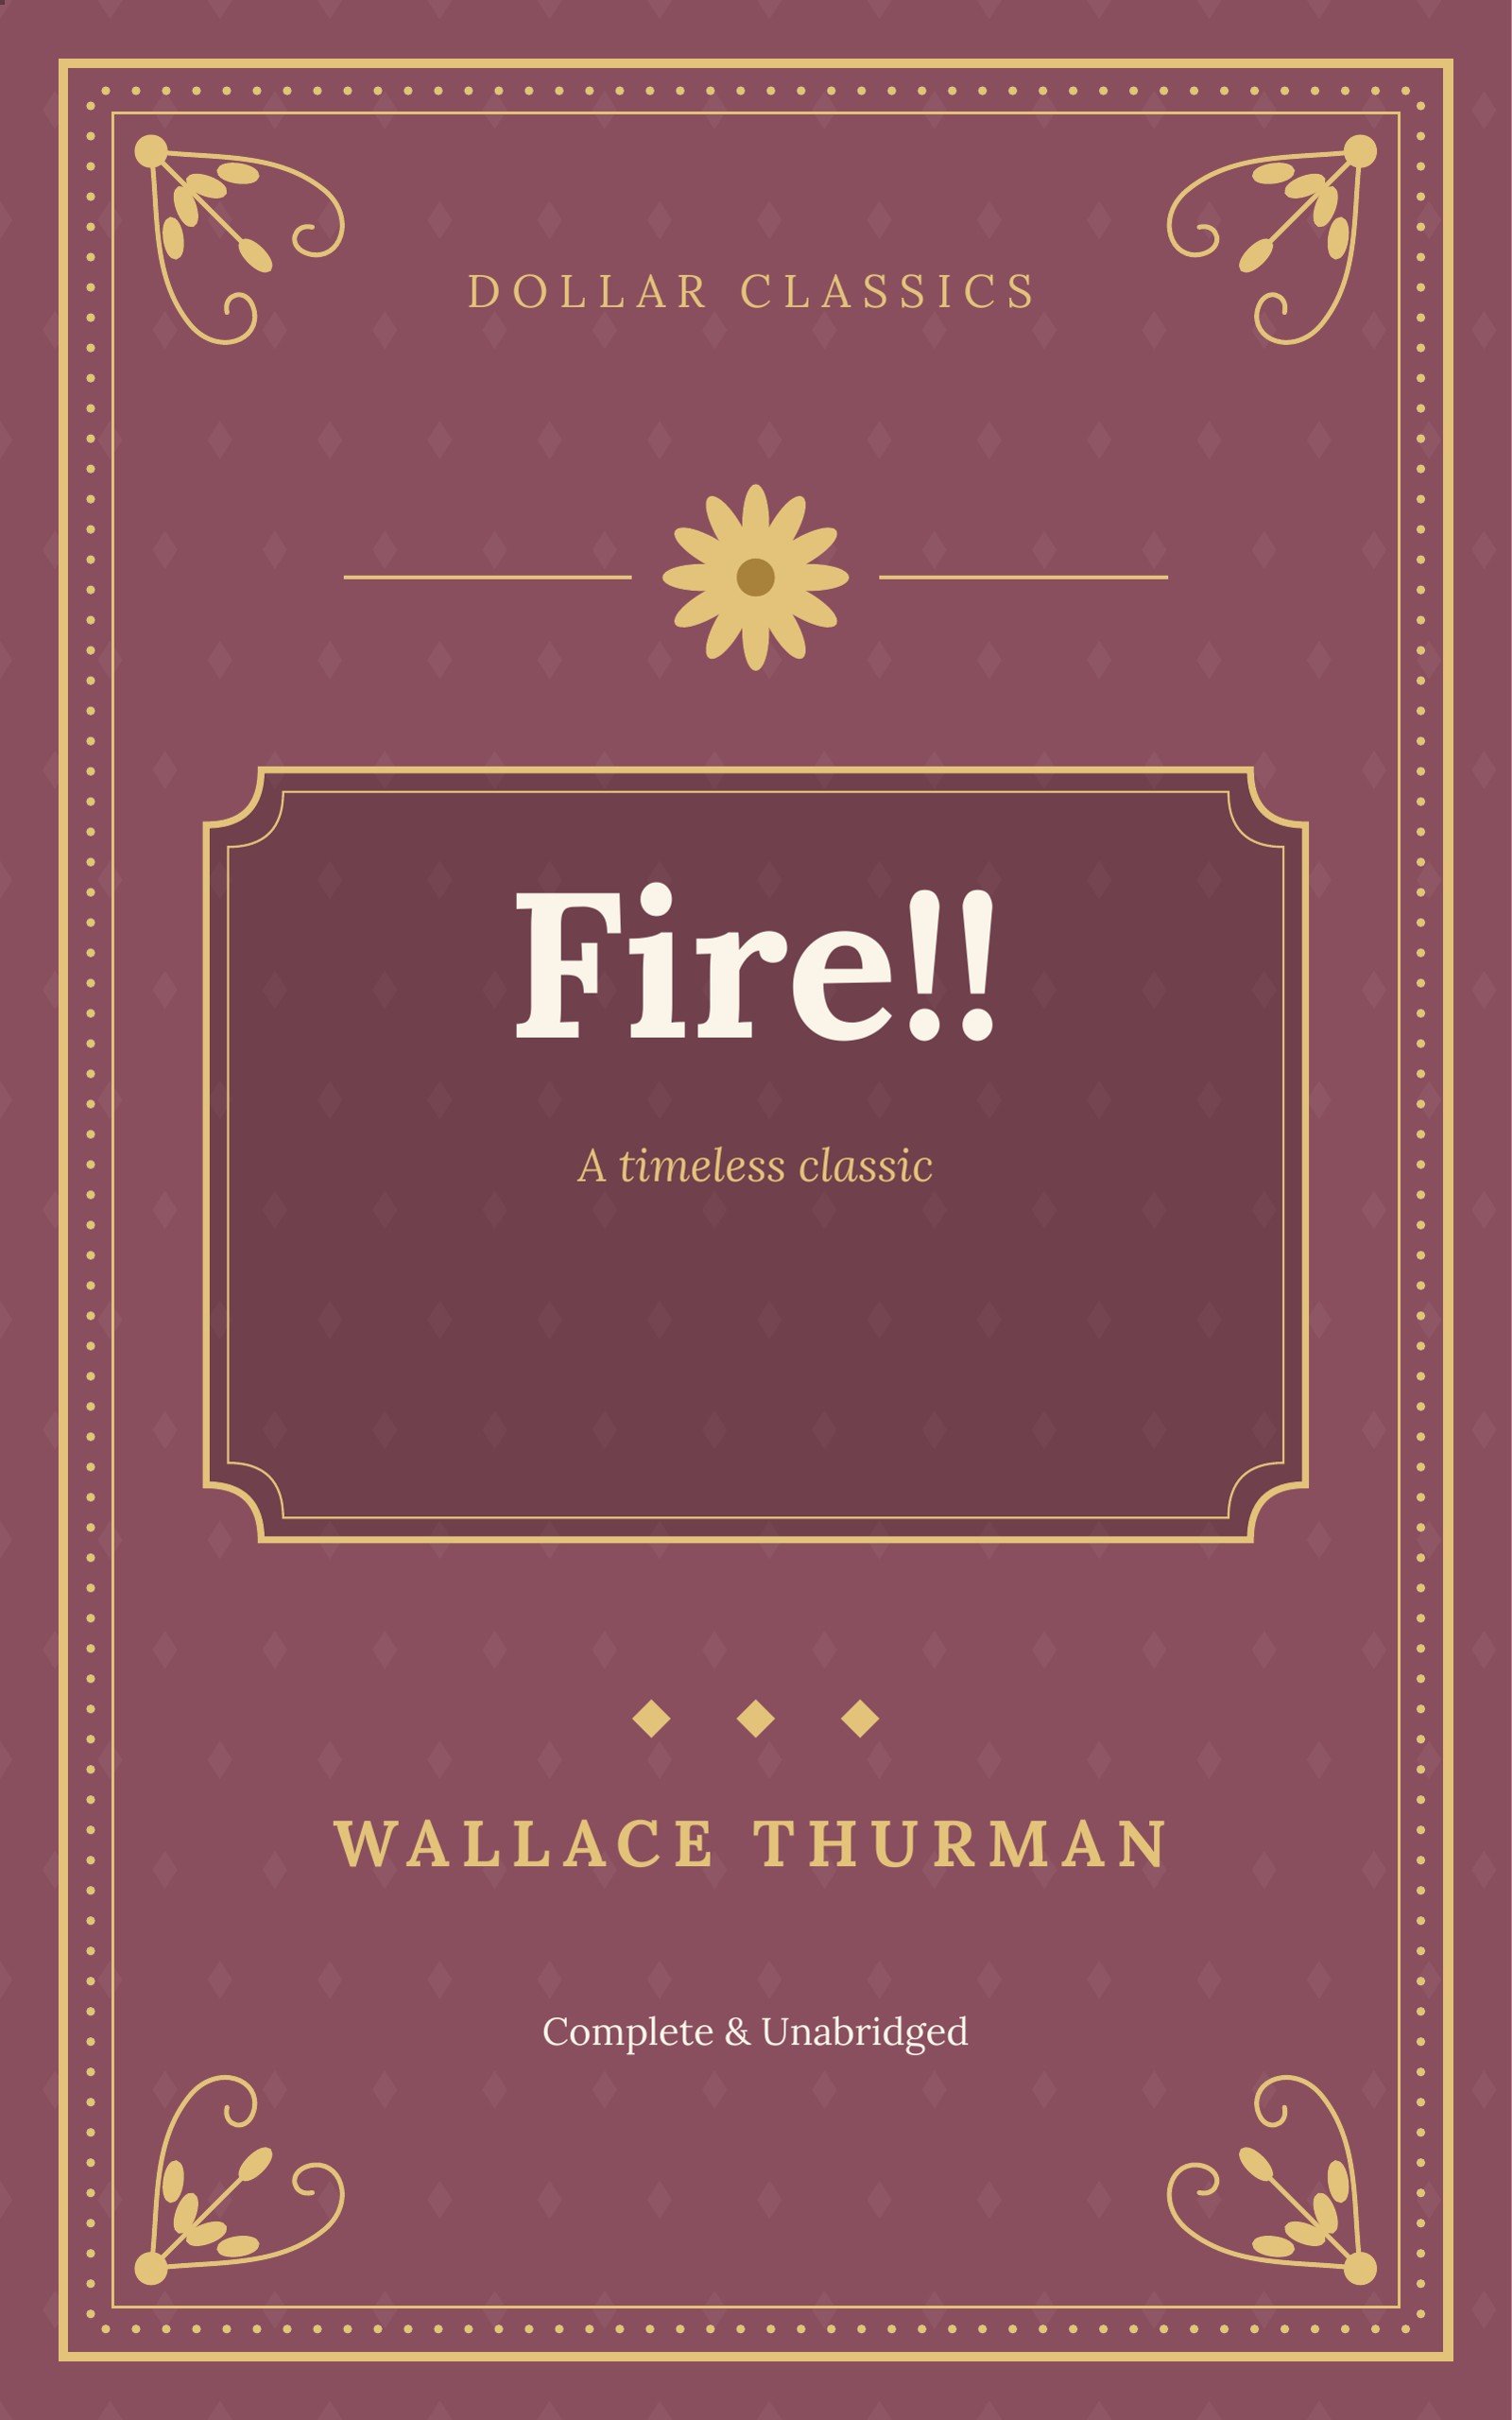 DOLLAR CLASSICS
Fire!!
A timeless classic
WALLACE THURMAN
Complete & Unabridged